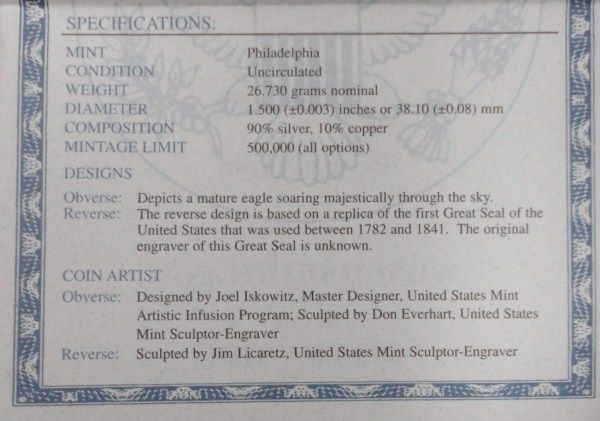 SPECIFICATIONS:
MINT Philadelphia
CONDITION Uncirculated
WEIGHT 26.730 grams nominal
DIAMETER 1.500 (±0.003) inches or 38.10 (±0.08) mm
COMPOSITION 90% silver, 10% copper
MINTAGE LIMIT 500,000 (all options)
DESIGNS
Obverse: Depicts a mature eagle soaring majestically through the sky.
Reverse: The reverse design is based on a replica of the first Great Seal of the
United States that was used between 1782 and 1841. The original
engraver of this Great Seal is unknown.
COIN ARTIST
Obverse: Designed by Joel Iskowitz, Master Designer, United States Mint
Artistic Infusion Program; Sculpted by Don Everhart, United States
Mint Sculptor-Engraver
Reverse: Sculpted by Jim Licaretz, United States Mint Sculptor-Engraver